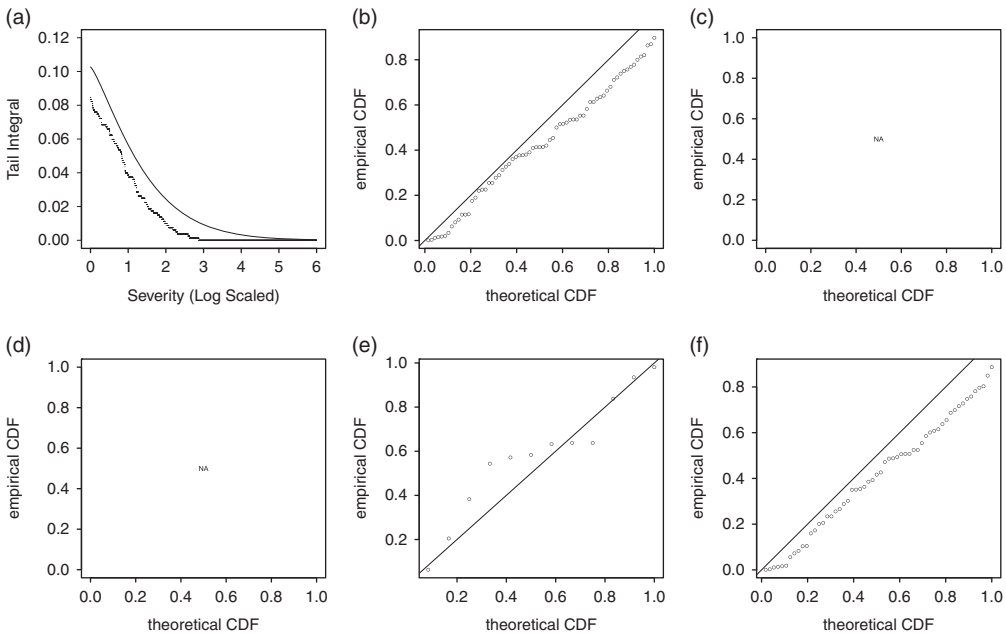 (a)
0.12
0.10
0.08
0.06
0.04
0.02
0.00
Tail Integral
0 1 2 3 4 5 6
Severity (Log Scaled)
(b)
0.8
0.6
0.4
0.2
0.0
empirical CDF
0.0 0.2 0.4 0.6 0.8 1.0
theoretical CDF
(c)
1.0
0.8
0.6
0.4
0.2
0.0
empirical CDF
NA
0.0 0.2 0.4 0.6 0.8 1.0
theoretical CDF
(d)
1.0
0.8
0.6
0.4
0.2
0.0
empirical CDF
NA
0.0 0.2 0.4 0.6 0.8 1.0
theoretical CDF
(e)
1.0
0.8
0.6
0.4
0.2
empirical CDF
0.2 0.4 0.6 0.8 1.0
theoretical CDF
(f)
0.8
0.6
0.4
0.2
0.0
empirical CDF
0.0 0.2 0.4 0.6 0.8 1.0
theoretical CDF